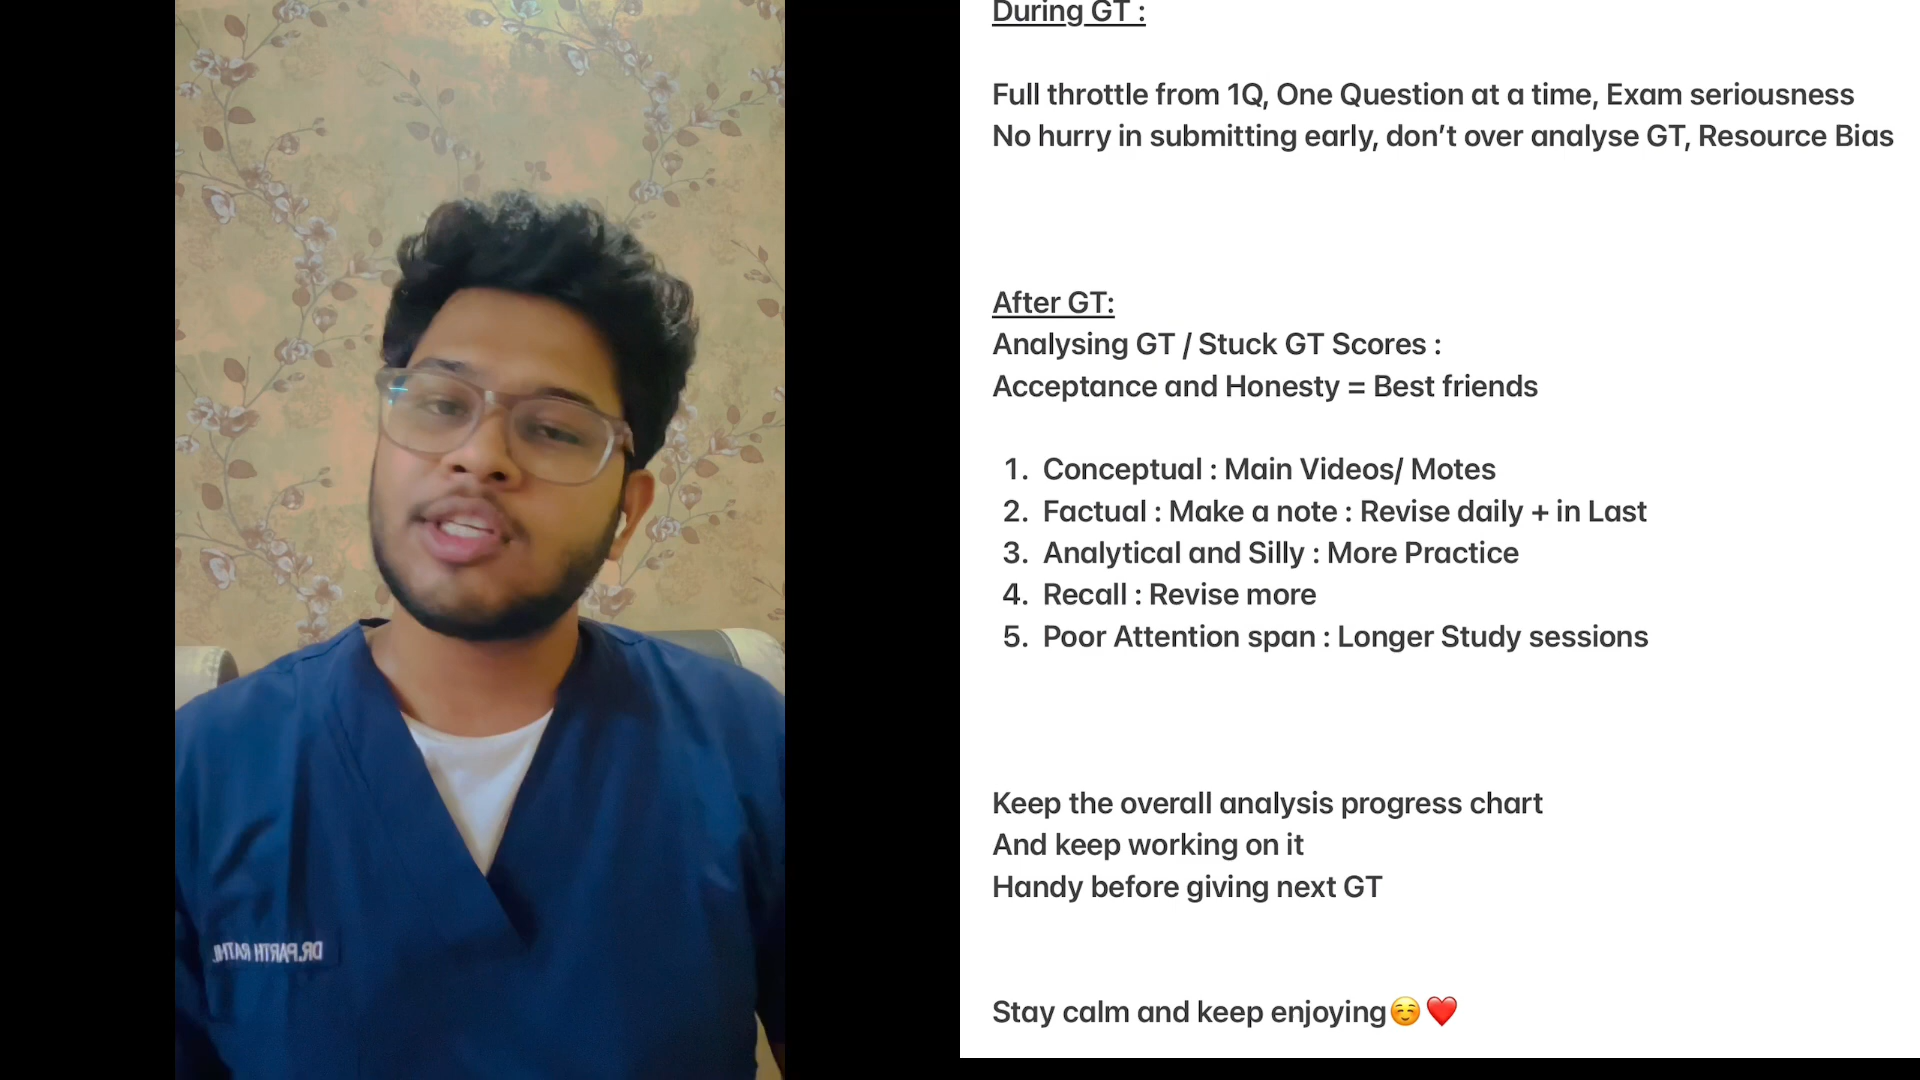 During GT :
Full throttle from 1Q, One Question at a time, Exam seriousness
No hurry in submitting early, don’t over analyse GT, Resource Bias
After GT:
Analysing GT / Stuck GT Scores :
Acceptance and Honesty = Best friends
1. Conceptual : Main Videos/ Motes
2. Factual : Make a note : Revise daily + in Last
3. Analytical and Silly : More Practice
4. Recall : Revise more
5. Poor Attention span : Longer Study sessions
Keep the overall analysis progress chart
And keep working on it
Handy before giving next GT
Stay calm and keep enjoying☺️❤️
DR.PARTH RATHI